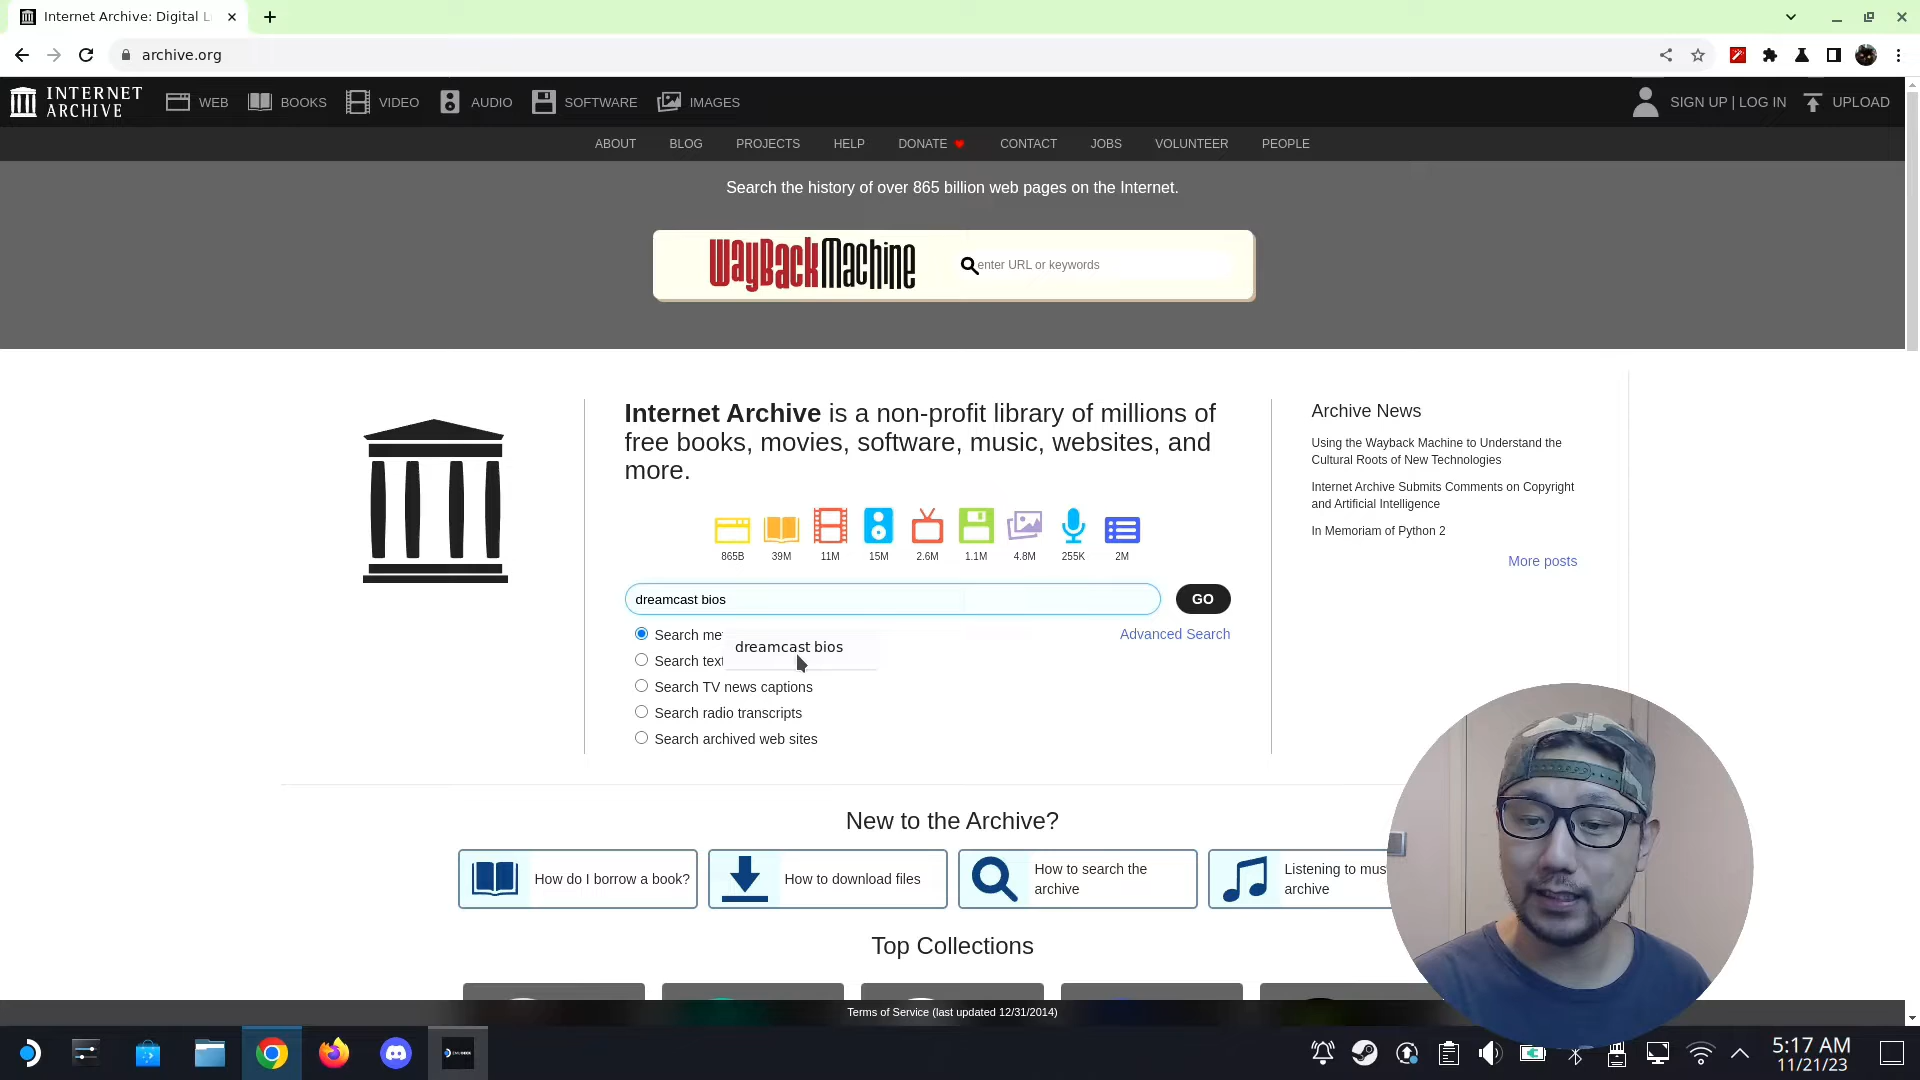 Internet Archive: Digital L
archive.org
INTERNET
ARCHIVE
WEB
BOOKS
VIDEO
AUDIO
SOFTWARE
IMAGES
SIGN UP | LOG IN
UPLOAD
ABOUT
BLOG
PROJECTS
HELP
DONATE
CONTACT
JOBS
VOLUNTEER
PEOPLE
Search the history of over 865 billion web pages on the Internet.
WayBackMachine
enter URL or keywords
Internet Archive is a non-profit library of millions of
free books, movies, software, music, websites, and
more.
865B
39M
11M
15M
2.6M
1.1M
4.8M
255K
2M
dreamcast bios
GO
Advanced Search
Search me
dreamcast bios
Search text
Search TV news captions
Search radio transcripts
Search archived web sites
Archive News
Using the Wayback Machine to Understand the
Cultural Roots of New Technologies
Internet Archive Submits Comments on Copyright
and Artificial Intelligence
In Memoriam of Python 2
More posts
New to the Archive?
How do I borrow a book?
How to download files
How to search the
archive
Listening to mus
archive
Top Collections
Terms of Service (last updated 12/31/2014)
5:17 AM
11/21/23